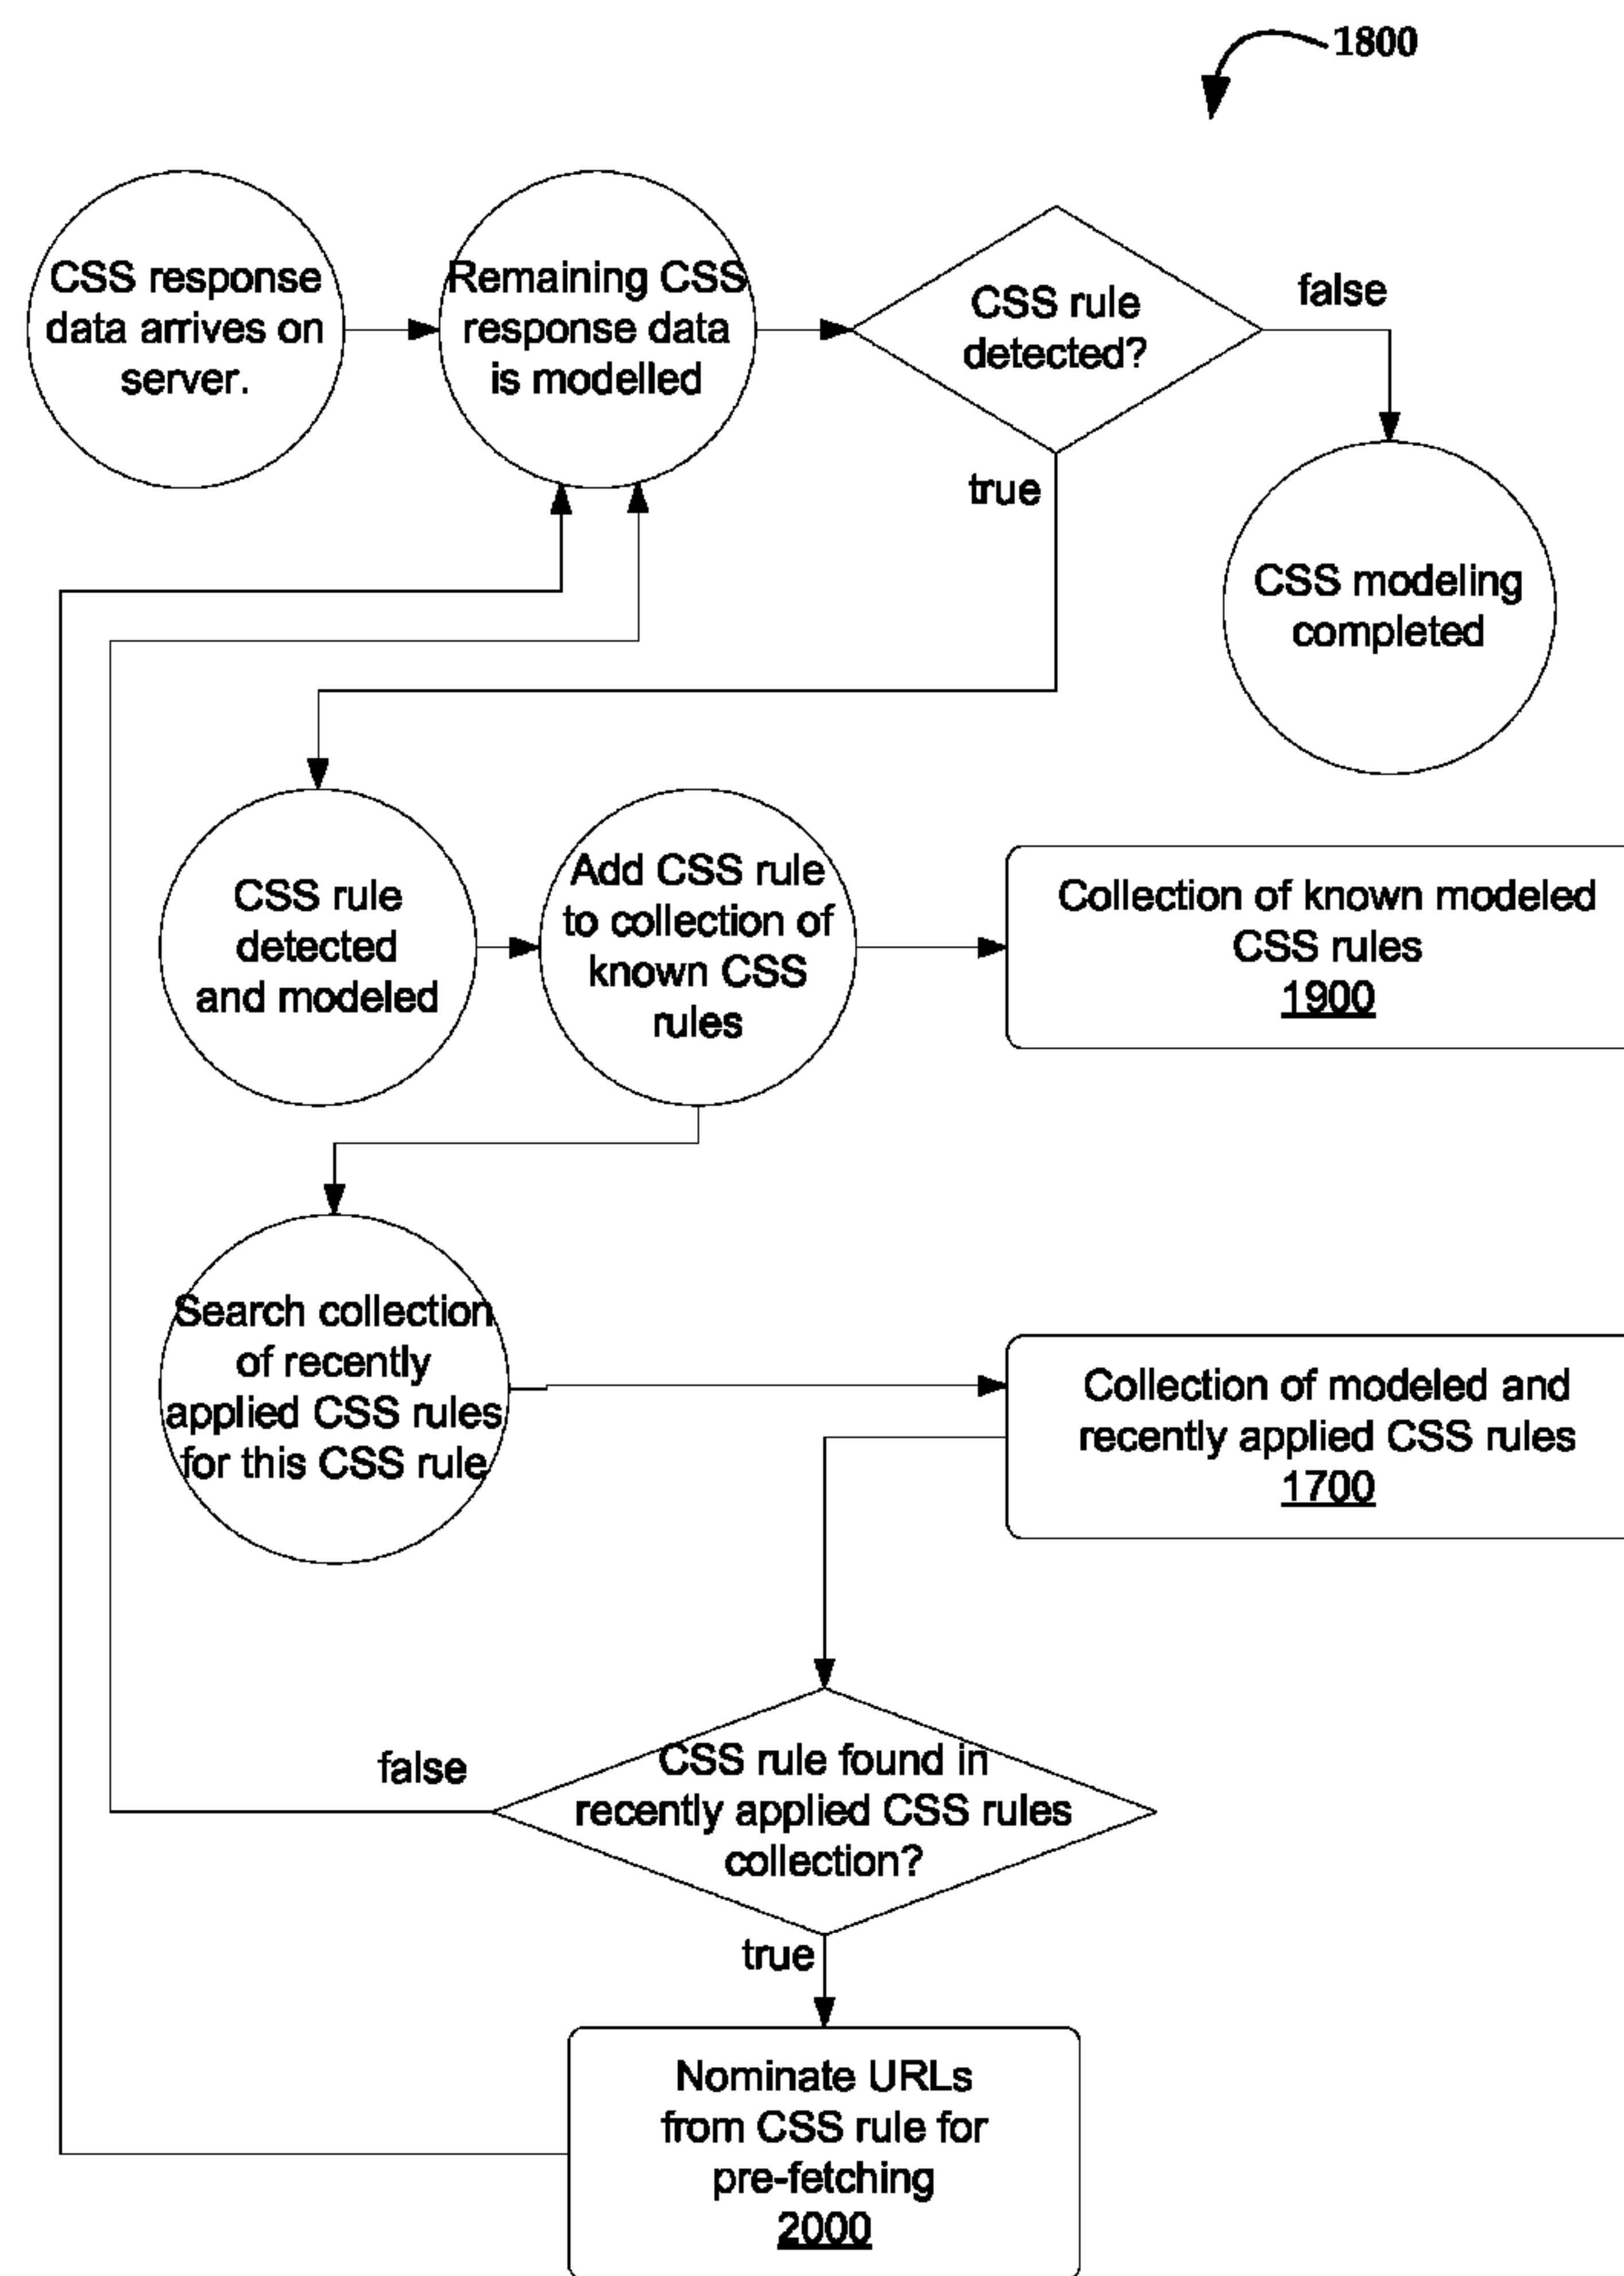 1800
CSS response
data arrives on
server.
Remaining CSS
response data
is modelled
CSS rule
detected?
false
true
CSS modeling
completed
CSS rule
detected
and modeled
Add CSS rule
to collection of
known CSS
rules
Collection of known modeled
CSS rules
1900
Search collection
of recently
applied CSS rules
for this CSS rule
Collection of modeled and
recently applied CSS rules
1700
false
CSS rule found in
recently applied CSS rules
collection?
true
Nominate URLs
from CSS rule for
pre-fetching
2000